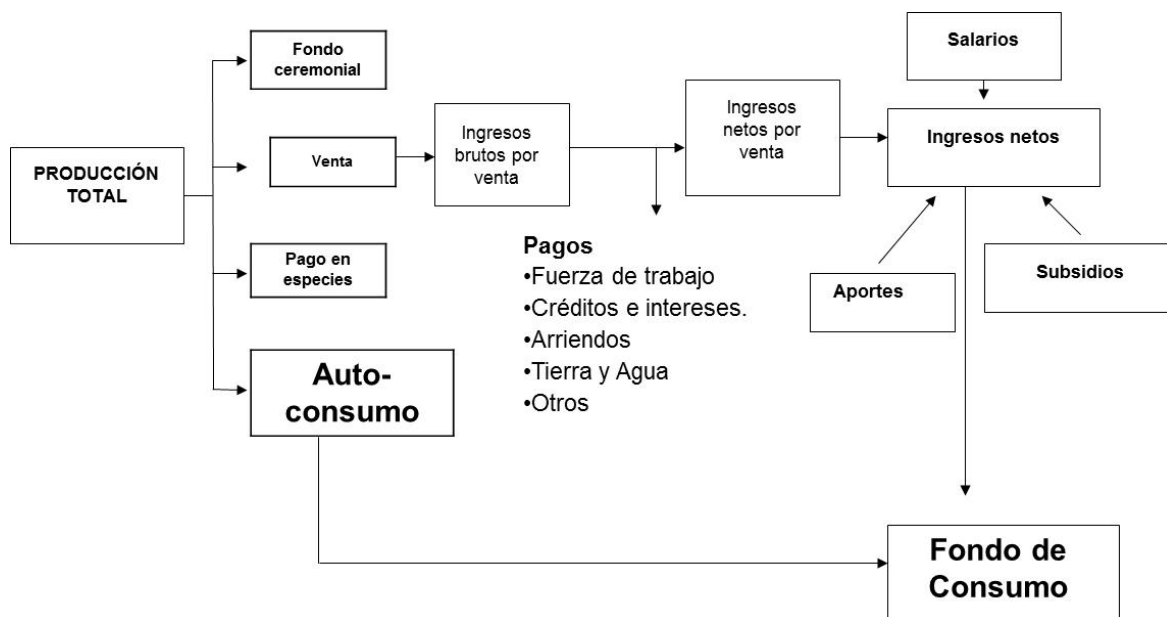 PRODUCCIÓN
TOTAL
Fondo
ceremonial
Venta
Pago en
especies
Auto-
consumo
Ingresos
brutos por
venta
Pagos
•Fuerza de trabajo
•Créditos e intereses.
•Arriendos
•Tierra y Agua
•Otros
Ingresos
netos por
venta
Salarios
Ingresos netos
Aportes
Subsidios
Fondo de
Consumo